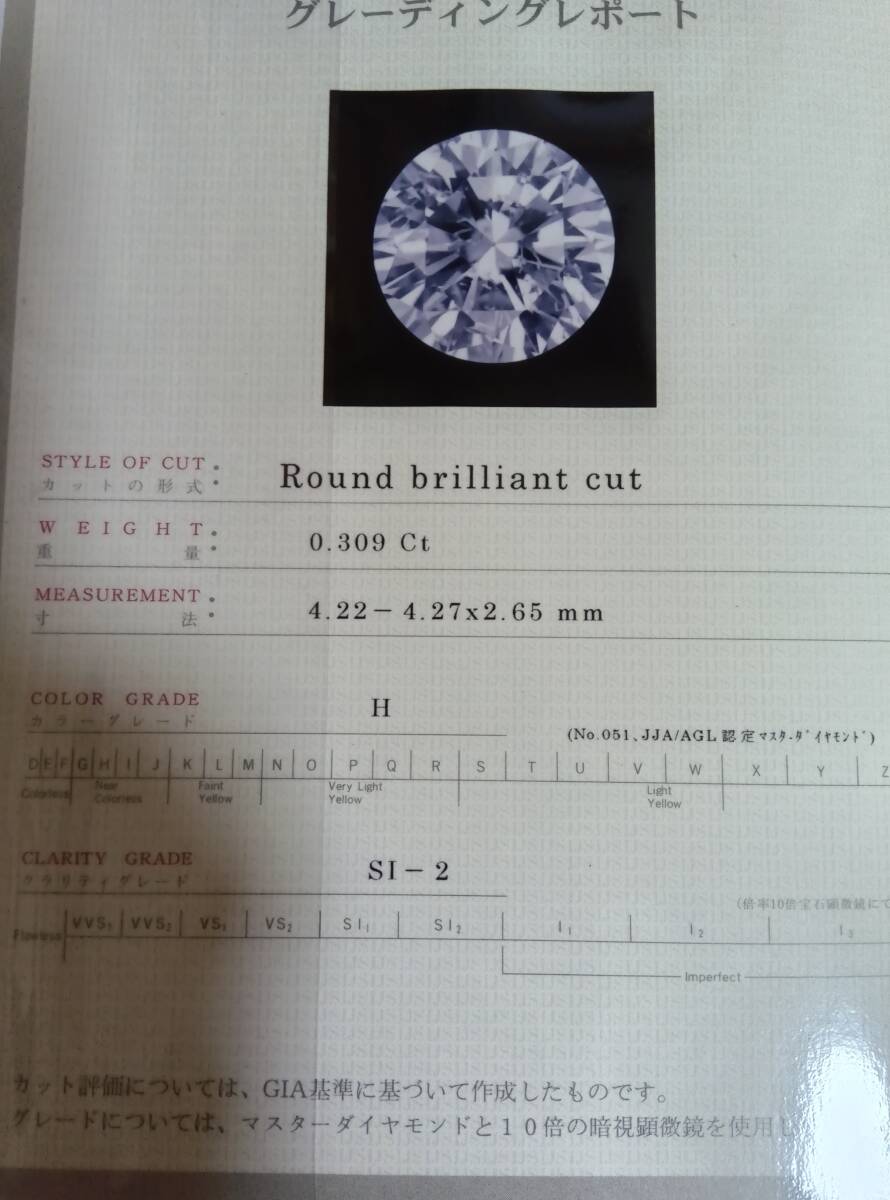 グレーディングレポート
STYLE OF CUT : Round brilliant cut
カットの形式
WEIGHT : 0.309 Ct
重量
MEASUREMENT : 4.22－4.27x2.65 mm
寸法
COLOR GRADE H
カラーグレード
(No.051、JJA/AGL認定ﾏｽﾀｰﾀﾞｲﾔﾓﾝﾄﾞ)
D E F G H I J K L M N O P Q R S T U V W X Y Z
Colorless Near Colorless Faint Yellow Very Light Yellow Light Yellow
CLARITY GRADE SI－2
クラリティグレード
(倍率10倍宝石顕微鏡にて
Flawless VVS₁ VVS₂ VS₁ VS₂ SI₁ SI₂ I₁ I₂ I₃
Imperfect
カット評価については、GIA基準に基づいて作成したものです。
グレードについては、マスターダイヤモンドと１０倍の暗視顕微鏡を使用し